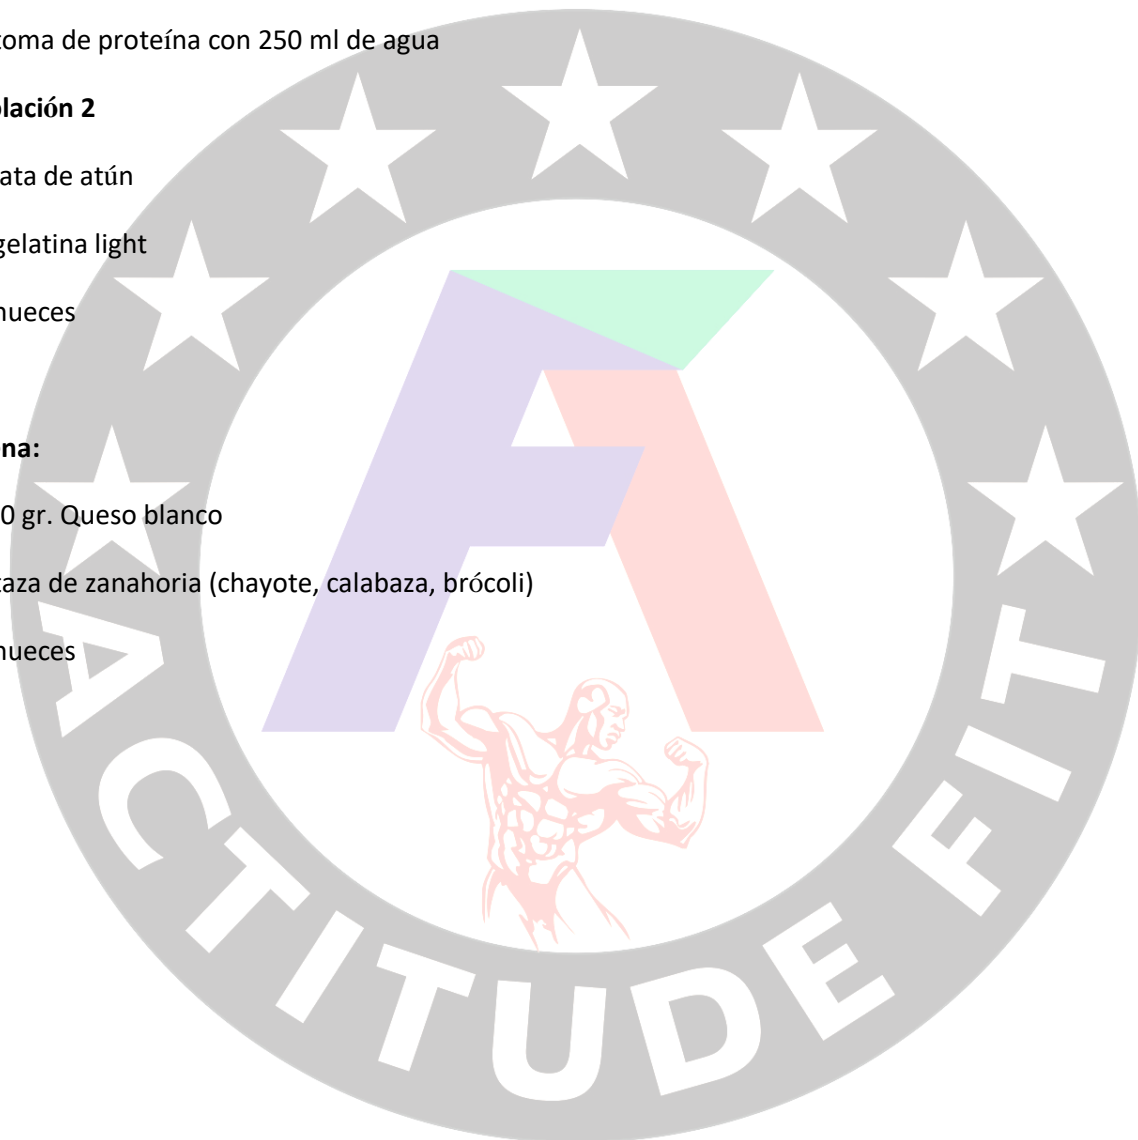 toma de proteína con 250 ml de agua
lación 2
ata de atún
gelatina light
nueces
na:
0 gr. Queso blanco
taza de zanahoria (chayote, calabaza, brócoli)
nueces
ACTITUDE FIT